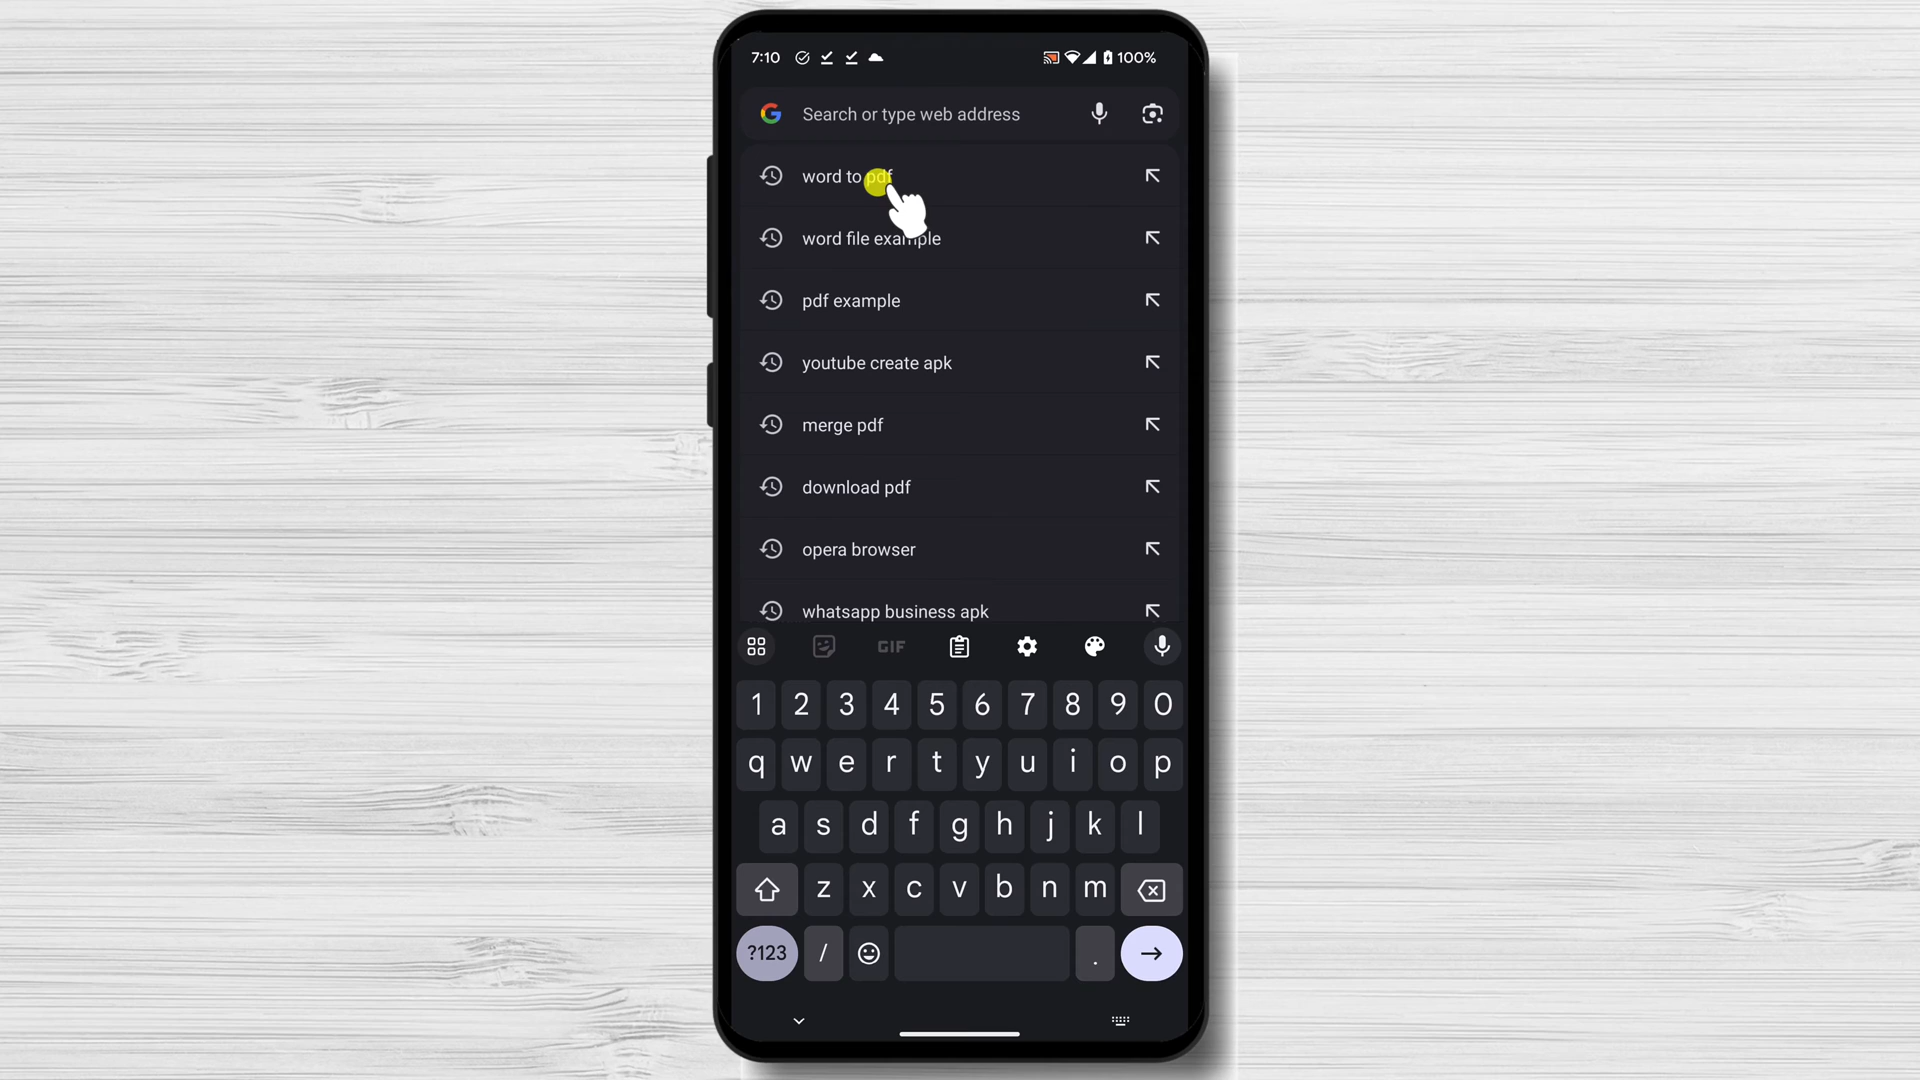 7:10 100%
Search or type web address
word to pdf
word file example
pdf example
youtube create apk
merge pdf
download pdf
opera browser
whatsapp business apk
GIF
1 2 3 4 5 6 7 8 9 0
q w e r t y u i o p
a s d f g h j k l
z x c v b n m
?123 / .